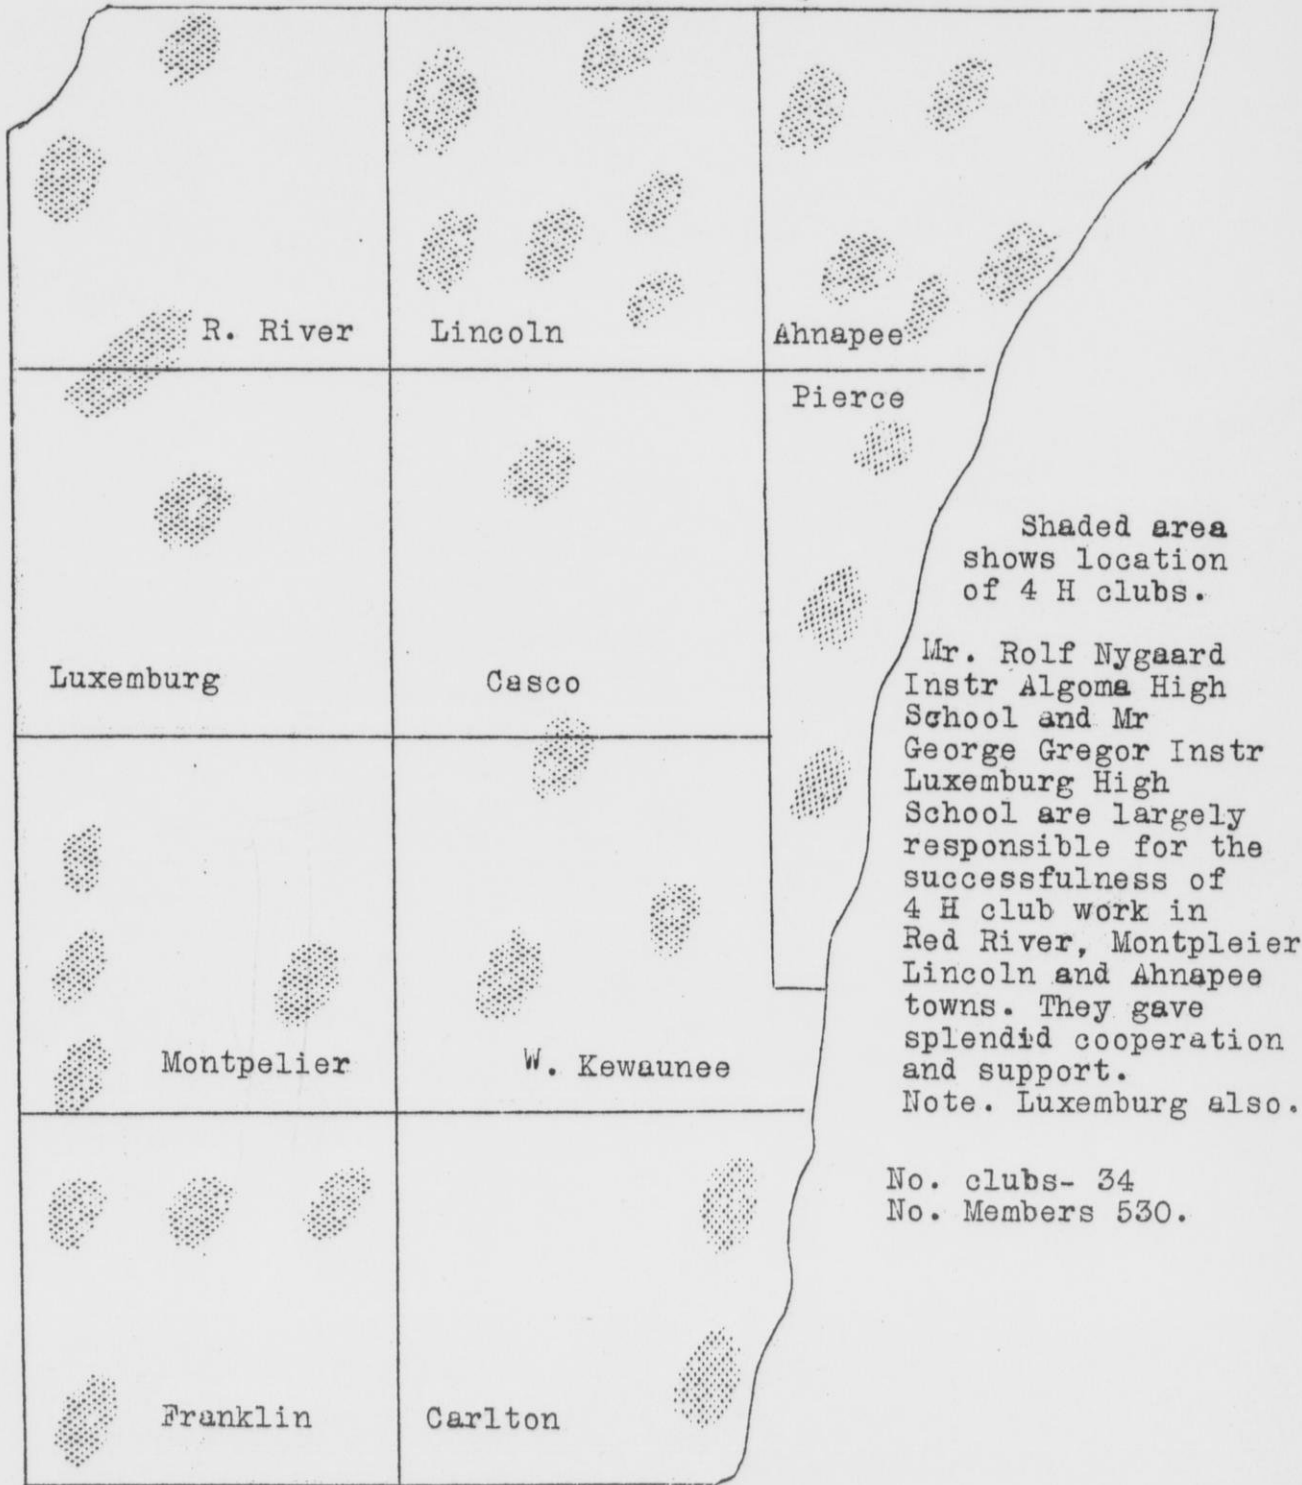 R. River
Lincoln
Ahnapee
Pierce
Luxemburg
Casco
Montpelier
W. Kewaunee
Franklin
Carlton
Shaded area
shows location
of 4 H clubs.
Mr. Rolf Nygaard
Instr Algoma High
School and Mr
George Gregor Instr
Luxemburg High
School are largely
responsible for the
successfulness of
4 H club work in
Red River, Montpleier
Lincoln and Ahnapee
towns. They gave
splendid cooperation
and support.
Note. Luxemburg also.
No. clubs- 34
No. Members 530.